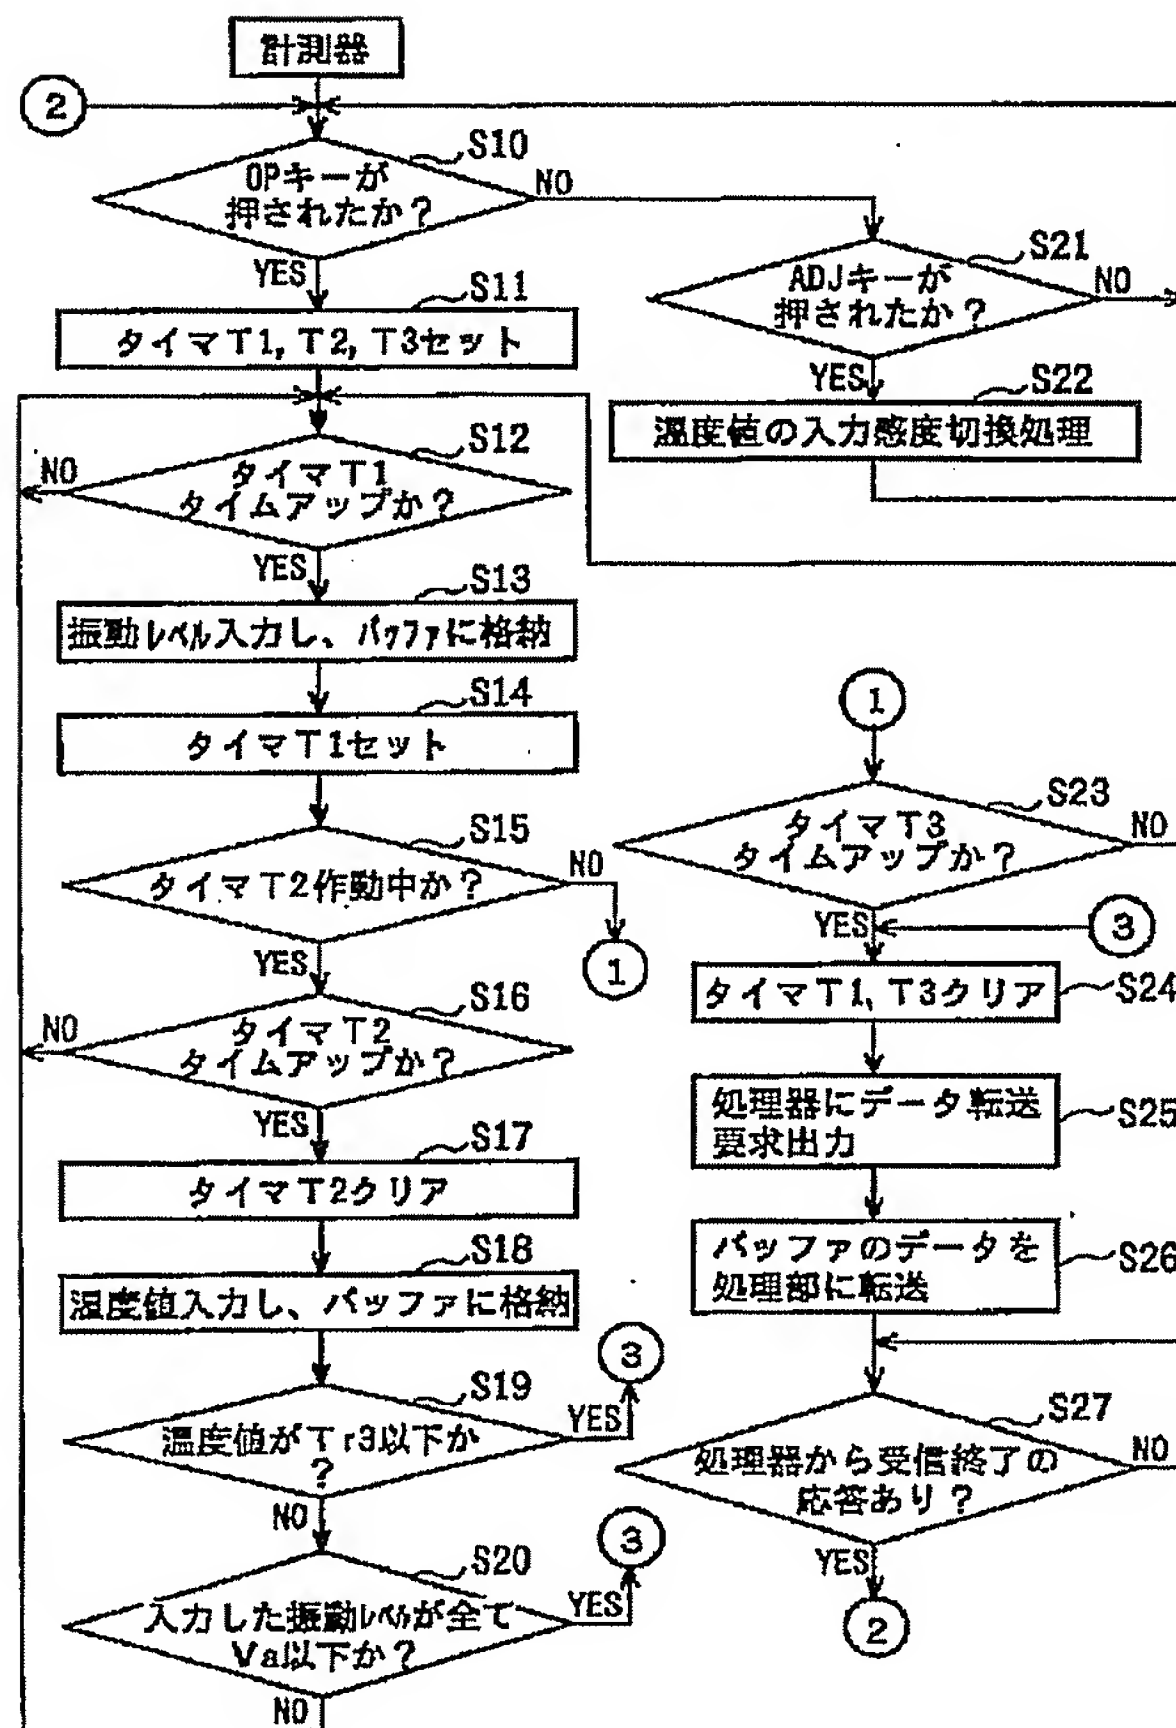 計測器
②
S10
OPキーが
押されたか？
NO
YES
S11
タイマT1, T2, T3セット
S12
タイマT1
タイムアップか？
NO
YES
S13
振動ﾚﾍﾞﾙ入力し、ﾊﾞｯﾌｧに格納
S14
タイマT1セット
S15
タイマT2作動中か？
NO
①
YES
S16
タイマT2
タイムアップか？
NO
YES
S17
タイマT2クリア
S18
温度値入力し、バッファに格納
S19
温度値がTr3以下か
？
YES
③
NO
S20
入力した振動ﾚﾍﾞﾙが全て
Va以下か？
YES
③
NO
S21
ADJキーが
押されたか？
NO
YES
S22
温度値の入力感度切換処理
①
S23
タイマT3
タイムアップか？
NO
YES
③
タイマT1, T3クリア
S24
処理器にデータ転送
要求出力
S25
バッファのデータを
処理部に転送
S26
S27
処理器から受信終了の
応答あり？
NO
YES
②